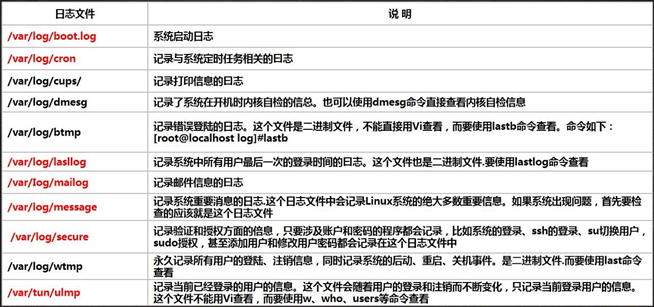 日志文件 说 明
/var/log/boot.log 系统启动日志
/var/log/cron 记录与系统定时任务相关的日志
/var/log/cups/ 记录打印信息的日志
/var/log/dmesg 记录了系统在开机时内核自检的信总。也可以使用dmesg命令直接查看内核自检信息
/var/log/btmp 记录错误登陆的日志。这个文件是二进制文件，不能直接用Vi查看，而要使用lastb命令查看。命令如下：
[root@localhost log]#lastb
/var/log/lasllog 记录系统中所有用户最后一次的登录时间的日志。这个文件也是二进制文件.要使用lastlog命令查看
/var/log/mailog 记录邮件信息的日志
/var/log/message 记录系统重要消息的日志.这个日志文件中会记录Linux系统的绝大多数重要信息。如果系统出现问题，首先要检
查的应该就是这个日志文件
/var/log/secure 记录验证和授权方面的倍息，只要涉及账户和密码的程序都会记录，比如系统的登录、ssh的登录、su切换用户，
sudo授权，甚至添加用户和修改用户密码都会记录在这个日志文件中
/var/log/wtmp 永久记录所有用户的登陆、注销信息，同时记录系统的启动、重启、关机事件。是二进制文件.而要使用last命令
查看
/var/tun/ulmp 记录当前已经登录的用户的信息。这个文件会随着用户的登录和注销而不断变化，只记录当前登录用户的信息。
这个文件不能用Vi查看，而要使用w、who、users等命令查看